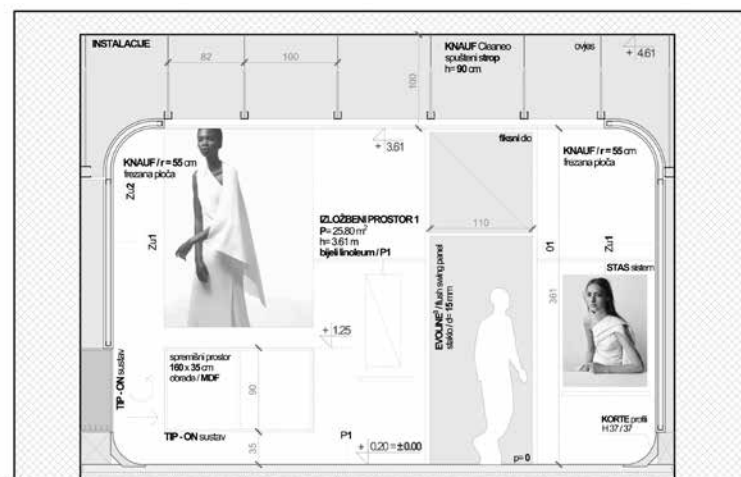 INSTALACIJE
KNAUF Cleaneo
spušteni strop
h= 90 cm
ovjes
+ 4.61
82
100
100
+ 3.61
fiksni dio
KNAUF / r = 55 cm
frezana ploča
KNAUF / r = 55 cm
frezana ploča
Zu2
Zu1
IZLOŽBENI PROSTOR 1
P= 25.80 m²
h= 3.61 m
bijeli linoleum / P1
110
01
Zu1
361
EVOLINE³ / flush swing panel
staklo / d= 15 mm
STAS sistem
+ 1.25
spremišni prostor
160 x 35 cm
obrada / MDF
90
TIP - ON sustav
TIP - ON sustav
35
P1
+ 0.20 = ±0.00
p= 0
KORTE profili
H 37 / 37